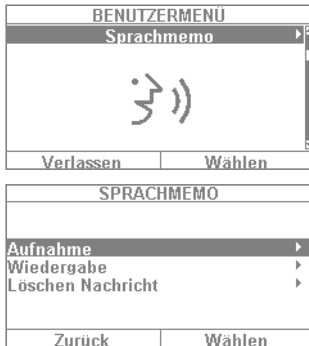 BENUTZERMENÜ
Sprachmemo
Verlassen Wählen
SPRACHMEMO
Aufnahme
Wiedergabe
Löschen Nachricht
Zurück Wählen